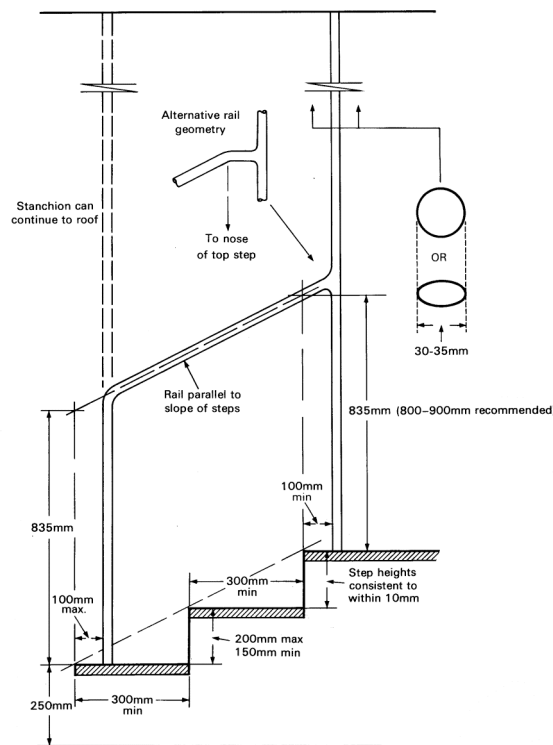 Alternative rail
geometry
Stanchion can
continue to roof
To nose
of top step
OR
30-35mm
Rail parallel to
slope of steps
835mm (800–900mm recommended
100mm
min
835mm
Step heights
consistent to
within 10mm
300mm
min
100mm
max.
200mm max
150mm min
250mm
300mm
min